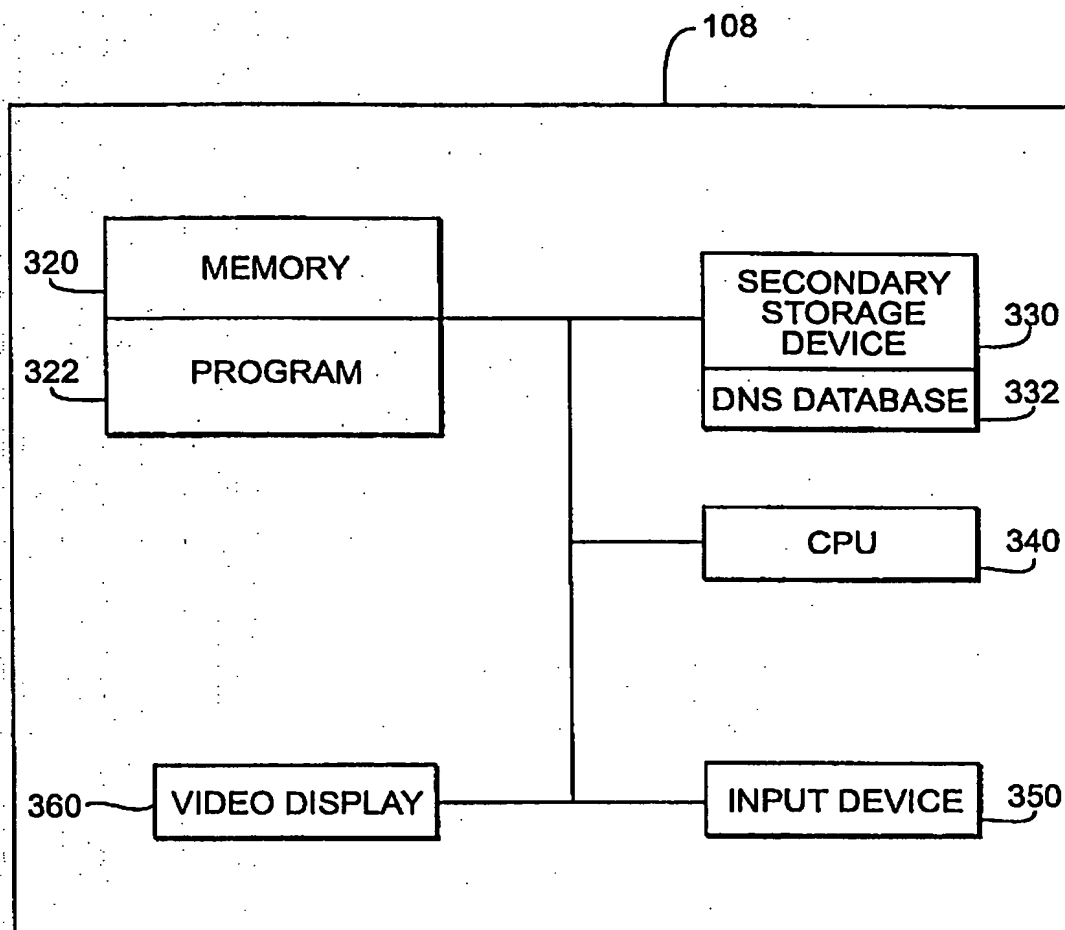 108
320
MEMORY
322
PROGRAM
SECONDARY
STORAGE
DEVICE
330
DNS DATABASE
332
CPU
340
360
VIDEO DISPLAY
INPUT DEVICE
350